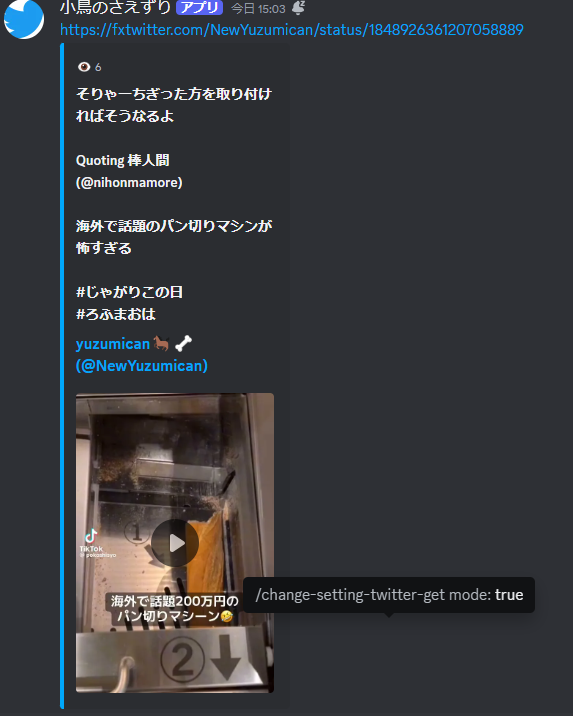 小鳥のさえずり アプリ 今日 15:03
https://fxtwitter.com/NewYuzumican/status/1848926361207058889
6
そりゃーちぎった方を取り付け
ればそうなるよ
Quoting 棒人間
(@nihonmamore)
海外で話題のパン切りマシンが
怖すぎる
#じゃがりこの日
#ろふまおは
yuzumican
(@NewYuzumican)
①
TikTok
海外で話題200万円の
パン切りマシーン🤣
②
/change-setting-twitter-get mode: true